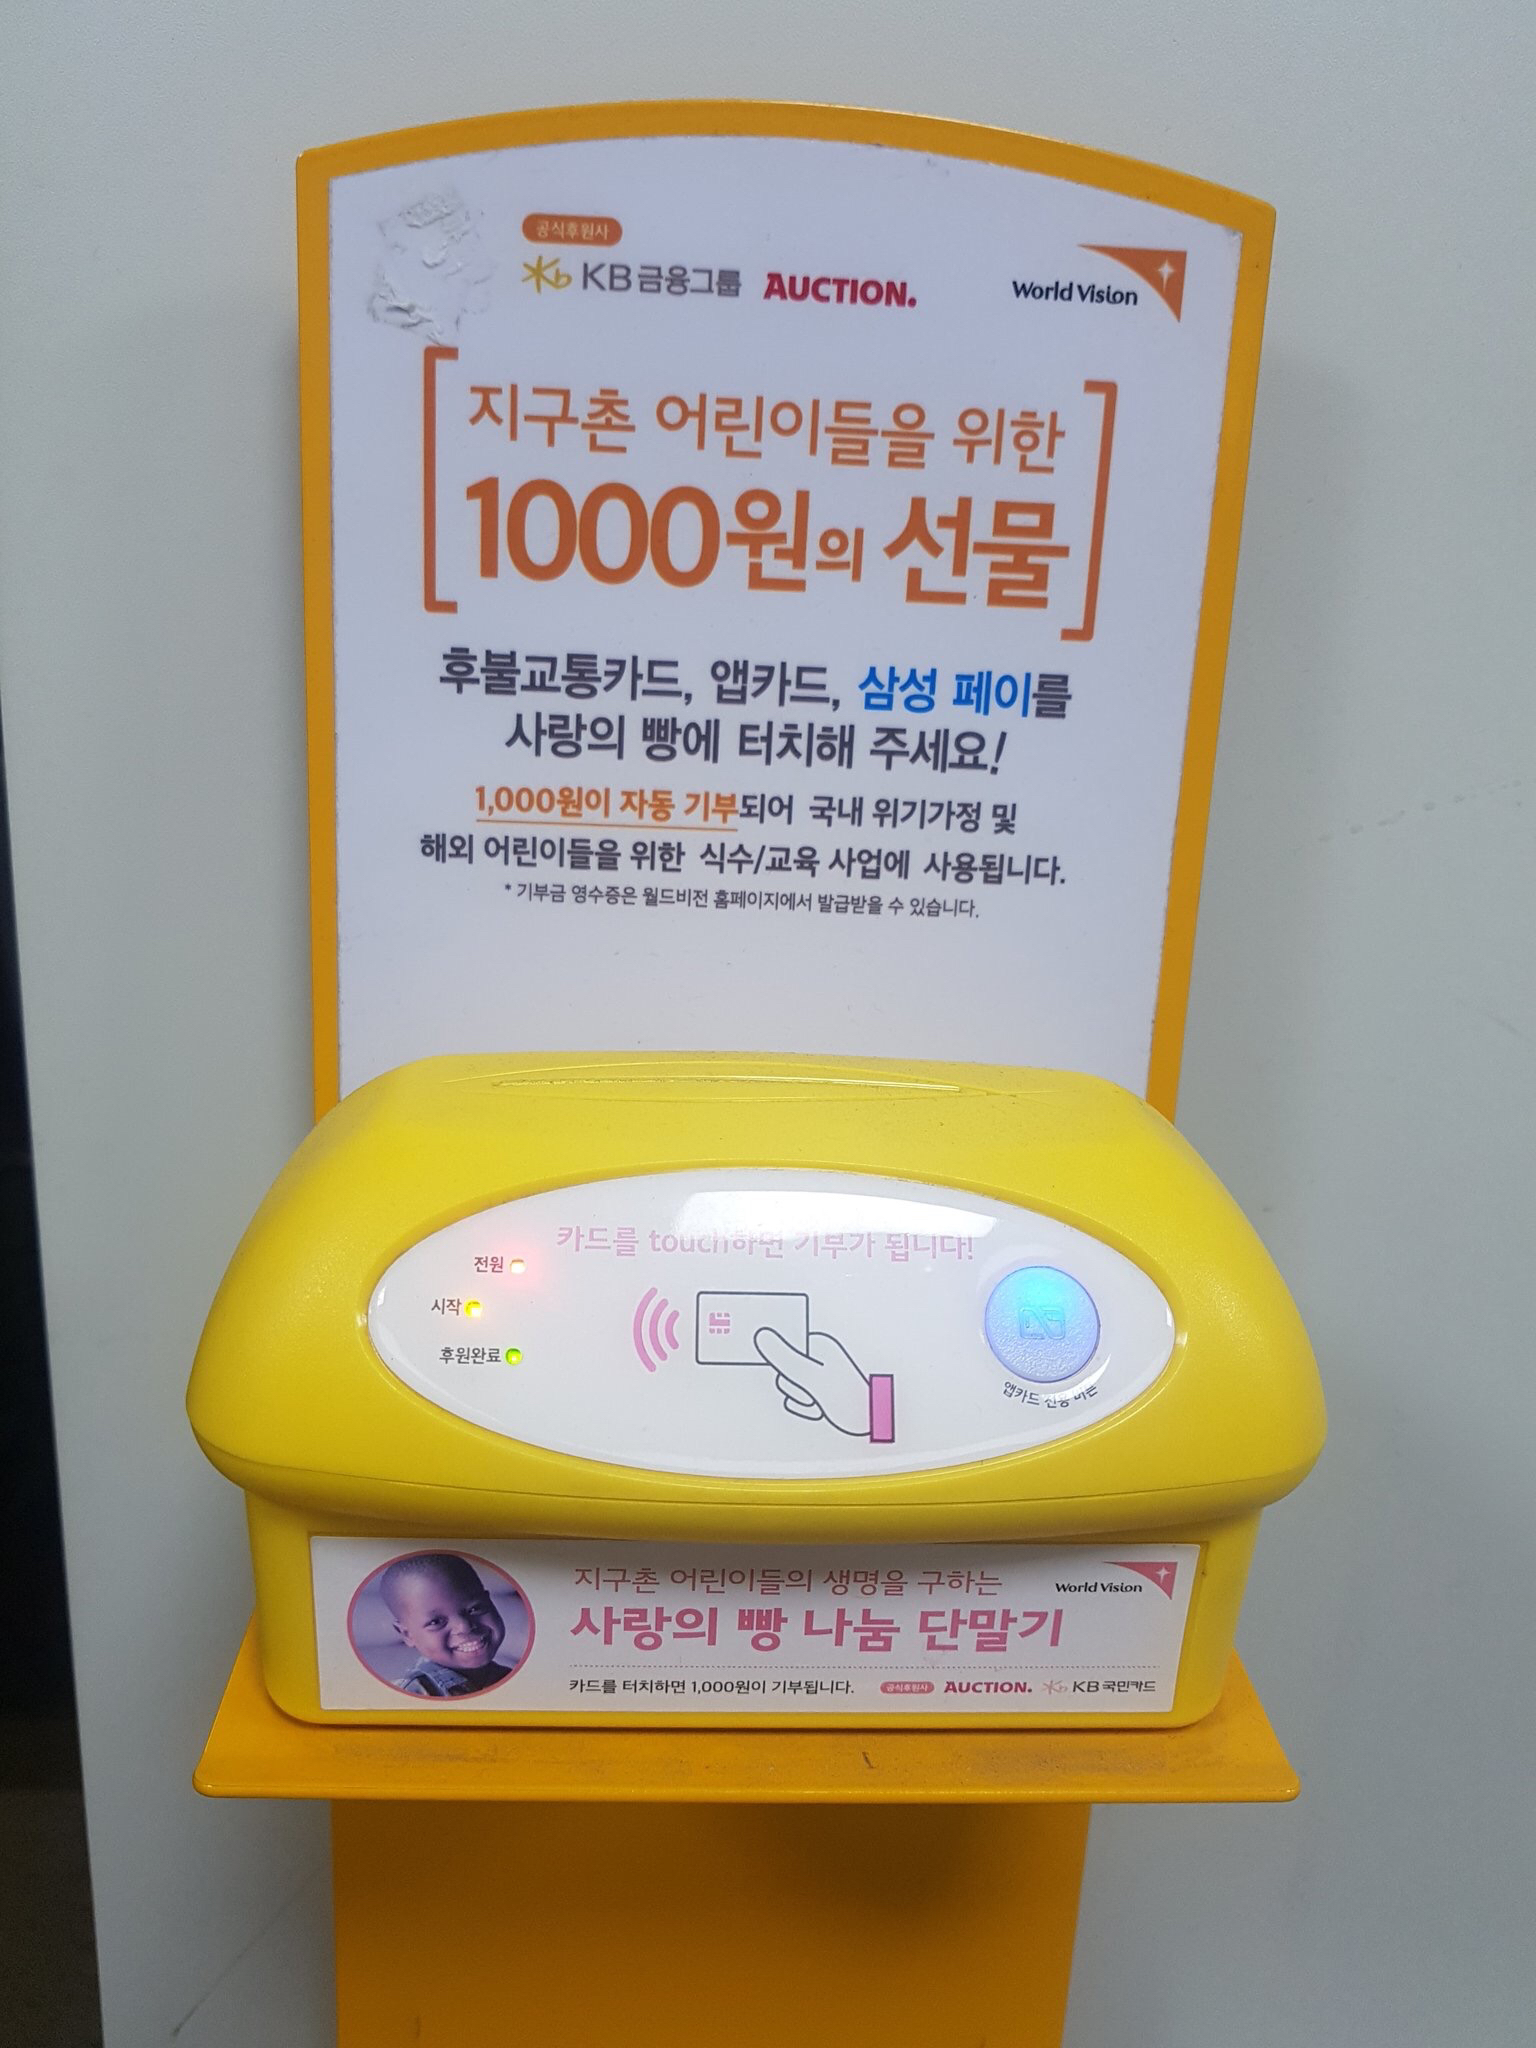 공식후원사
KB 금융그룹 AUCTION. World Vision
지구촌 어린이들을 위한
1000원의 선물
후불교통카드, 앱카드, 삼성 페이를
사랑의 빵에 터치해 주세요!
1,000원이 자동 기부되어 국내 위기가정 및
해외 어린이들을 위한 식수/교육 사업에 사용됩니다.
* 기부금 영수증은 월드비전 홈페이지에서 발급받을 수 있습니다.
카드를 touch하면 기부가 됩니다!
전원
시작
후원완료
앱카드 전용 버튼
지구촌 어린이들의 생명을 구하는
World Vision
사랑의 빵 나눔 단말기
카드를 터치하면 1,000원이 기부됩니다. 공식후원사 AUCTION. KB 국민카드